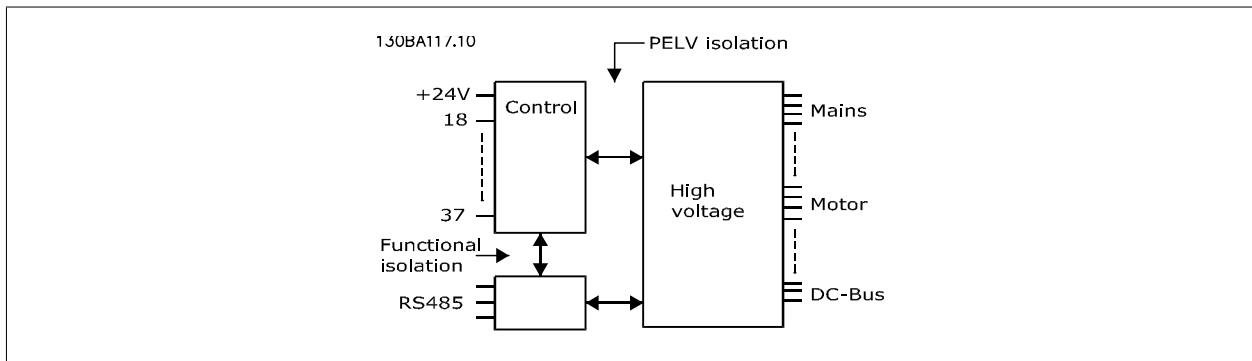 130BA117.10
PELV isolation
+24V
Control
18
37
Mains
High
voltage
Motor
Functional
isolation
RS485
DC-Bus